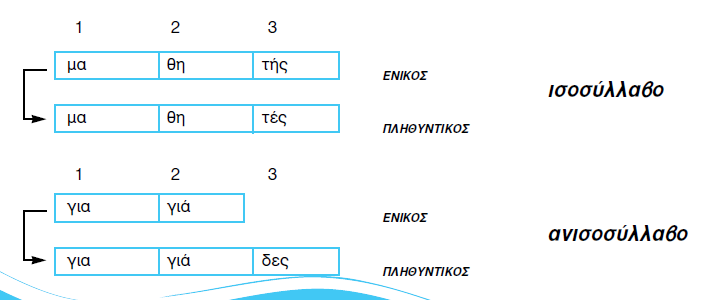 1 2 3
μα θη τής
ΕΝΙΚΟΣ
ισοσύλλαβο
μα θη τές
ΠΛΗΘΥΝΤΙΚΟΣ
1 2 3
για γιά
ΕΝΙΚΟΣ
ανισοσύλλαβο
για γιά δες
ΠΛΗΘΥΝΤΙΚΟΣ